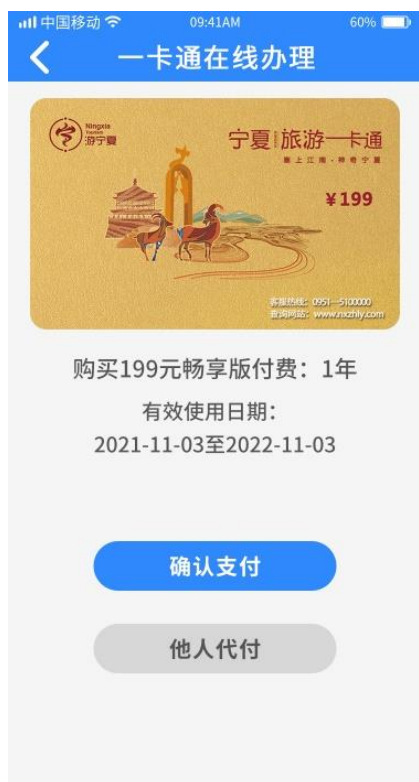 中国移动 09:41AM 60%
一卡通在线办理
Ningxia
Tourism
游宁夏
宁夏旅游一卡通
塞上江南·神奇宁夏
¥199
客服热线：0951—5100000
查询网站：www.nxzhly.com
购买199元畅享版付费：1年
有效使用日期：
2021-11-03至2022-11-03
确认支付
他人代付